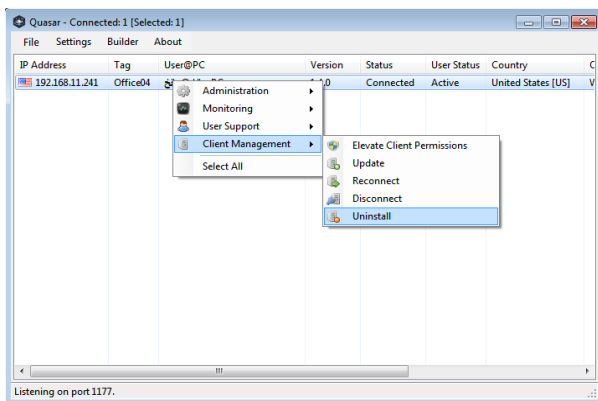 Quasar - Connected: 1 [Selected: 1]
File Settings Builder About
IP Address Tag User@PC Version Status User Status Country C
192.168.11.241 Office04 Connected Active United States [US] V
Administration
Monitoring
User Support
Client Management
Select All
Elevate Client Permissions
Update
Reconnect
Disconnect
Uninstall
Listening on port 1177.